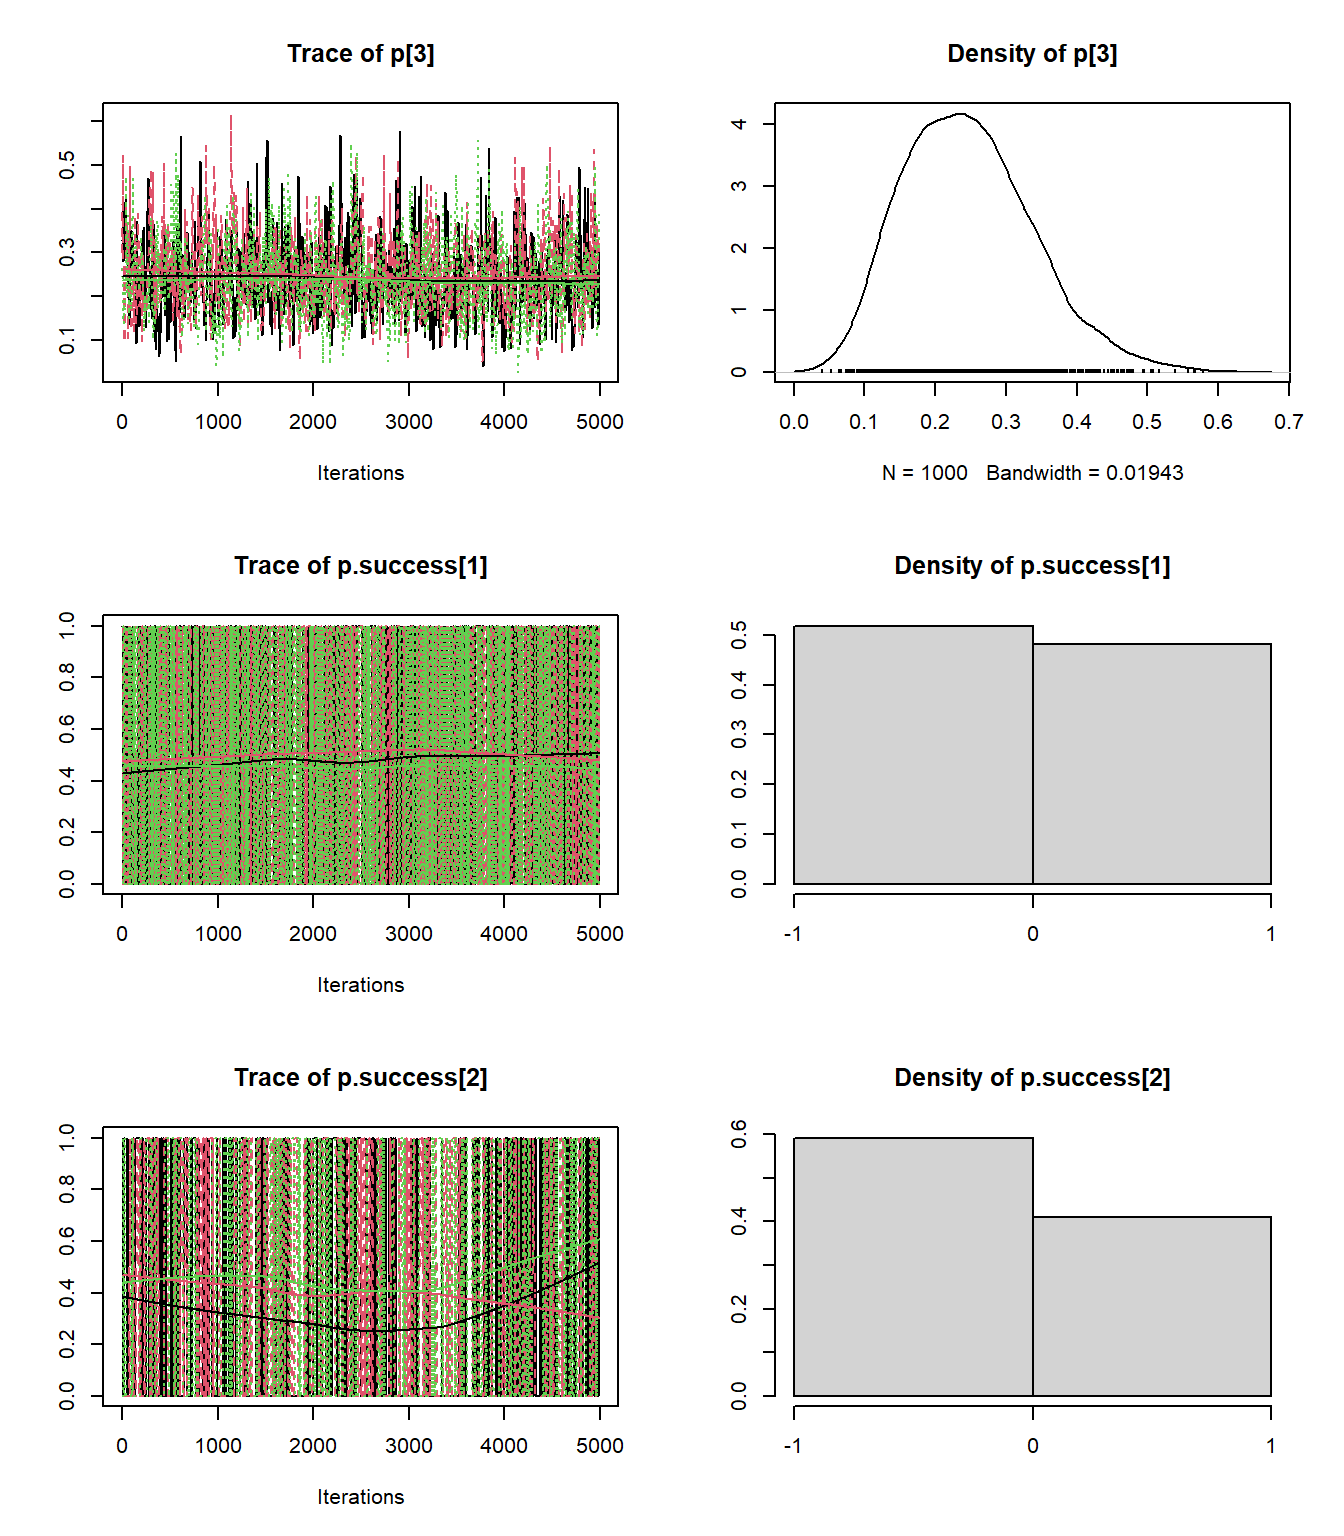 Trace of p[3]
0.1 0.3 0.5
0 1000 2000 3000 4000 5000
Iterations
Density of p[3]
0 1 2 3 4
0.0 0.1 0.2 0.3 0.4 0.5 0.6 0.7
N = 1000 Bandwidth = 0.01943
Trace of p.success[1]
0.0 0.2 0.4 0.6 0.8 1.0
0 1000 2000 3000 4000 5000
Iterations
Density of p.success[1]
0.0 0.1 0.2 0.3 0.4 0.5
-1 0 1
Trace of p.success[2]
0.0 0.2 0.4 0.6 0.8 1.0
0 1000 2000 3000 4000 5000
Iterations
Density of p.success[2]
0.0 0.2 0.4 0.6
-1 0 1